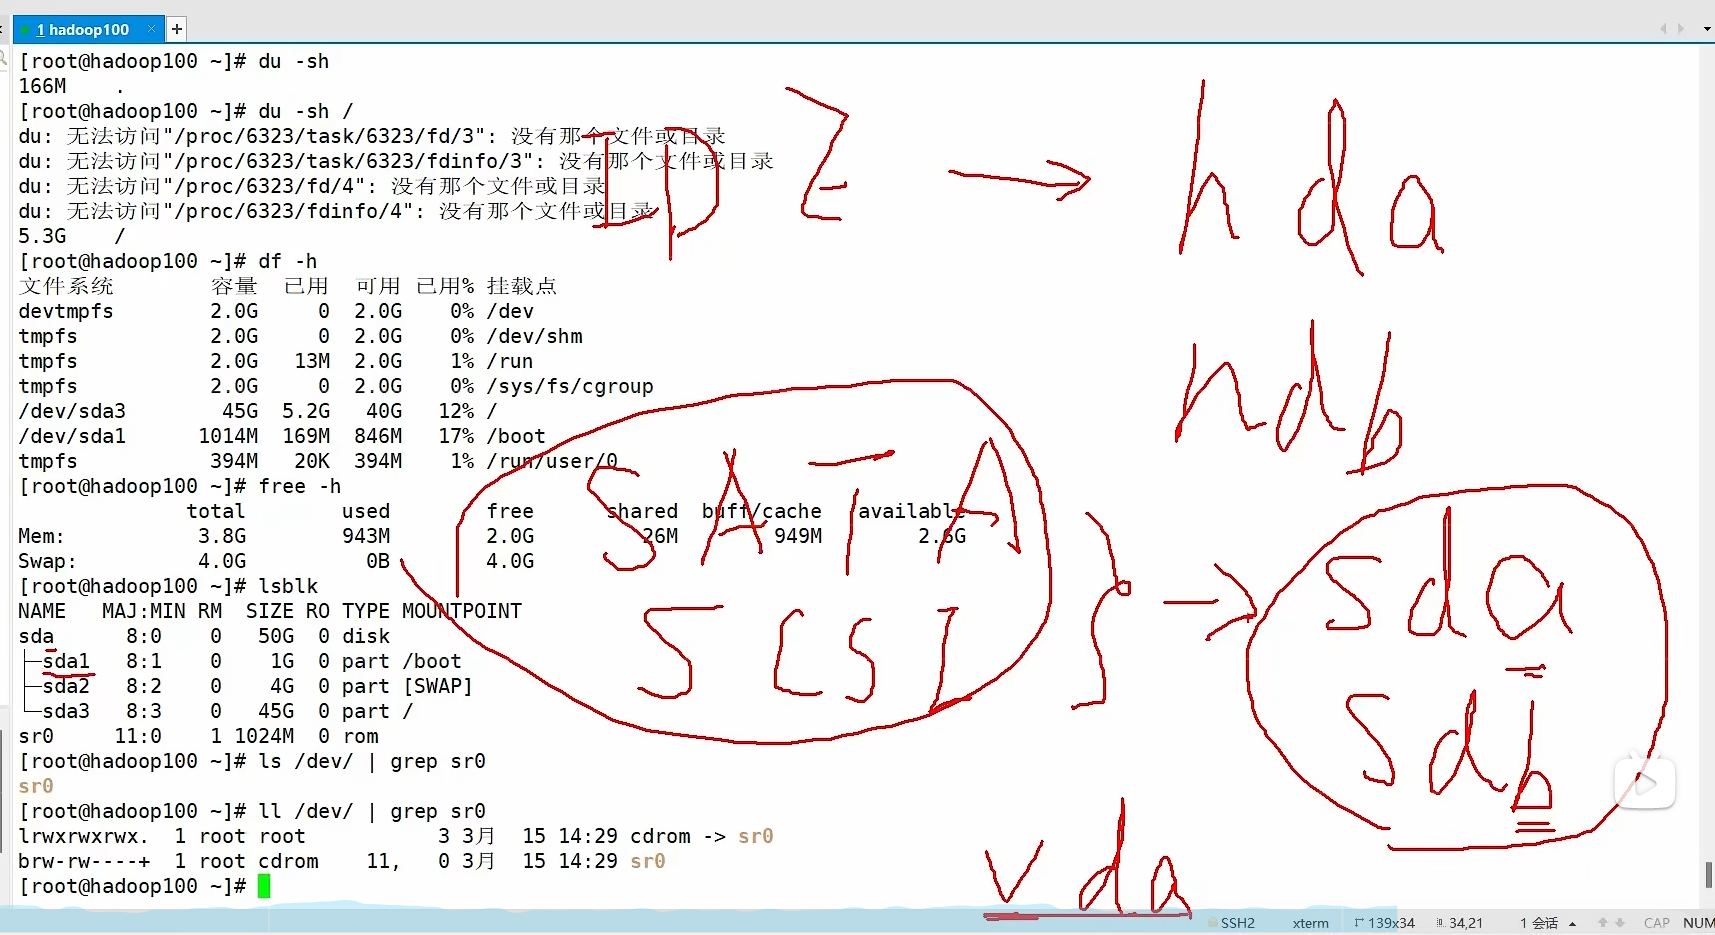 1 hadoop100
[root@hadoop100 ~]# du -sh
166M    .
[root@hadoop100 ~]# du -sh /
du: 无法访问"/proc/6323/task/6323/fd/3": 没有那个文件或目录
du: 无法访问"/proc/6323/task/6323/fdinfo/3": 没有那个文件或目录
du: 无法访问"/proc/6323/fd/4": 没有那个文件或目录
du: 无法访问"/proc/6323/fdinfo/4": 没有那个文件或目录
5.3G    /
[root@hadoop100 ~]# df -h
文件系统        容量  已用  可用 已用% 挂载点
devtmpfs        2.0G     0  2.0G    0% /dev
tmpfs           2.0G     0  2.0G    0% /dev/shm
tmpfs           2.0G   13M  2.0G    1% /run
tmpfs           2.0G     0  2.0G    0% /sys/fs/cgroup
/dev/sda3        45G  5.2G   40G   12% /
/dev/sda1      1014M  169M  846M   17% /boot
tmpfs           394M   20K  394M    1% /run/user/0
[root@hadoop100 ~]# free -h
              total        used        free      shared  buff/cache   available
Mem:           3.8G        943M        2.0G         26M        949M        2.6G
Swap:          4.0G          0B        4.0G
[root@hadoop100 ~]# lsblk
NAME   MAJ:MIN RM   SIZE RO TYPE MOUNTPOINT
sda      8:0    0    50G  0 disk
├─sda1   8:1    0     1G  0 part /boot
├─sda2   8:2    0     4G  0 part [SWAP]
└─sda3   8:3    0    45G  0 part /
sr0     11:0    1  1024M  0 rom
[root@hadoop100 ~]# ls /dev/ | grep sr0
sr0
[root@hadoop100 ~]# ll /dev/ | grep sr0
lrwxrwxrwx.  1 root root           3 3月  15 14:29 cdrom -> sr0
brw-rw----+  1 root cdrom    11,   0 3月  15 14:29 sr0
[root@hadoop100 ~]#
IDE → hda
hdb
SATA
SCSI
→ sda
sdb
vda
SSH2 xterm 139x34 34,21 1 会话 CAP NUM